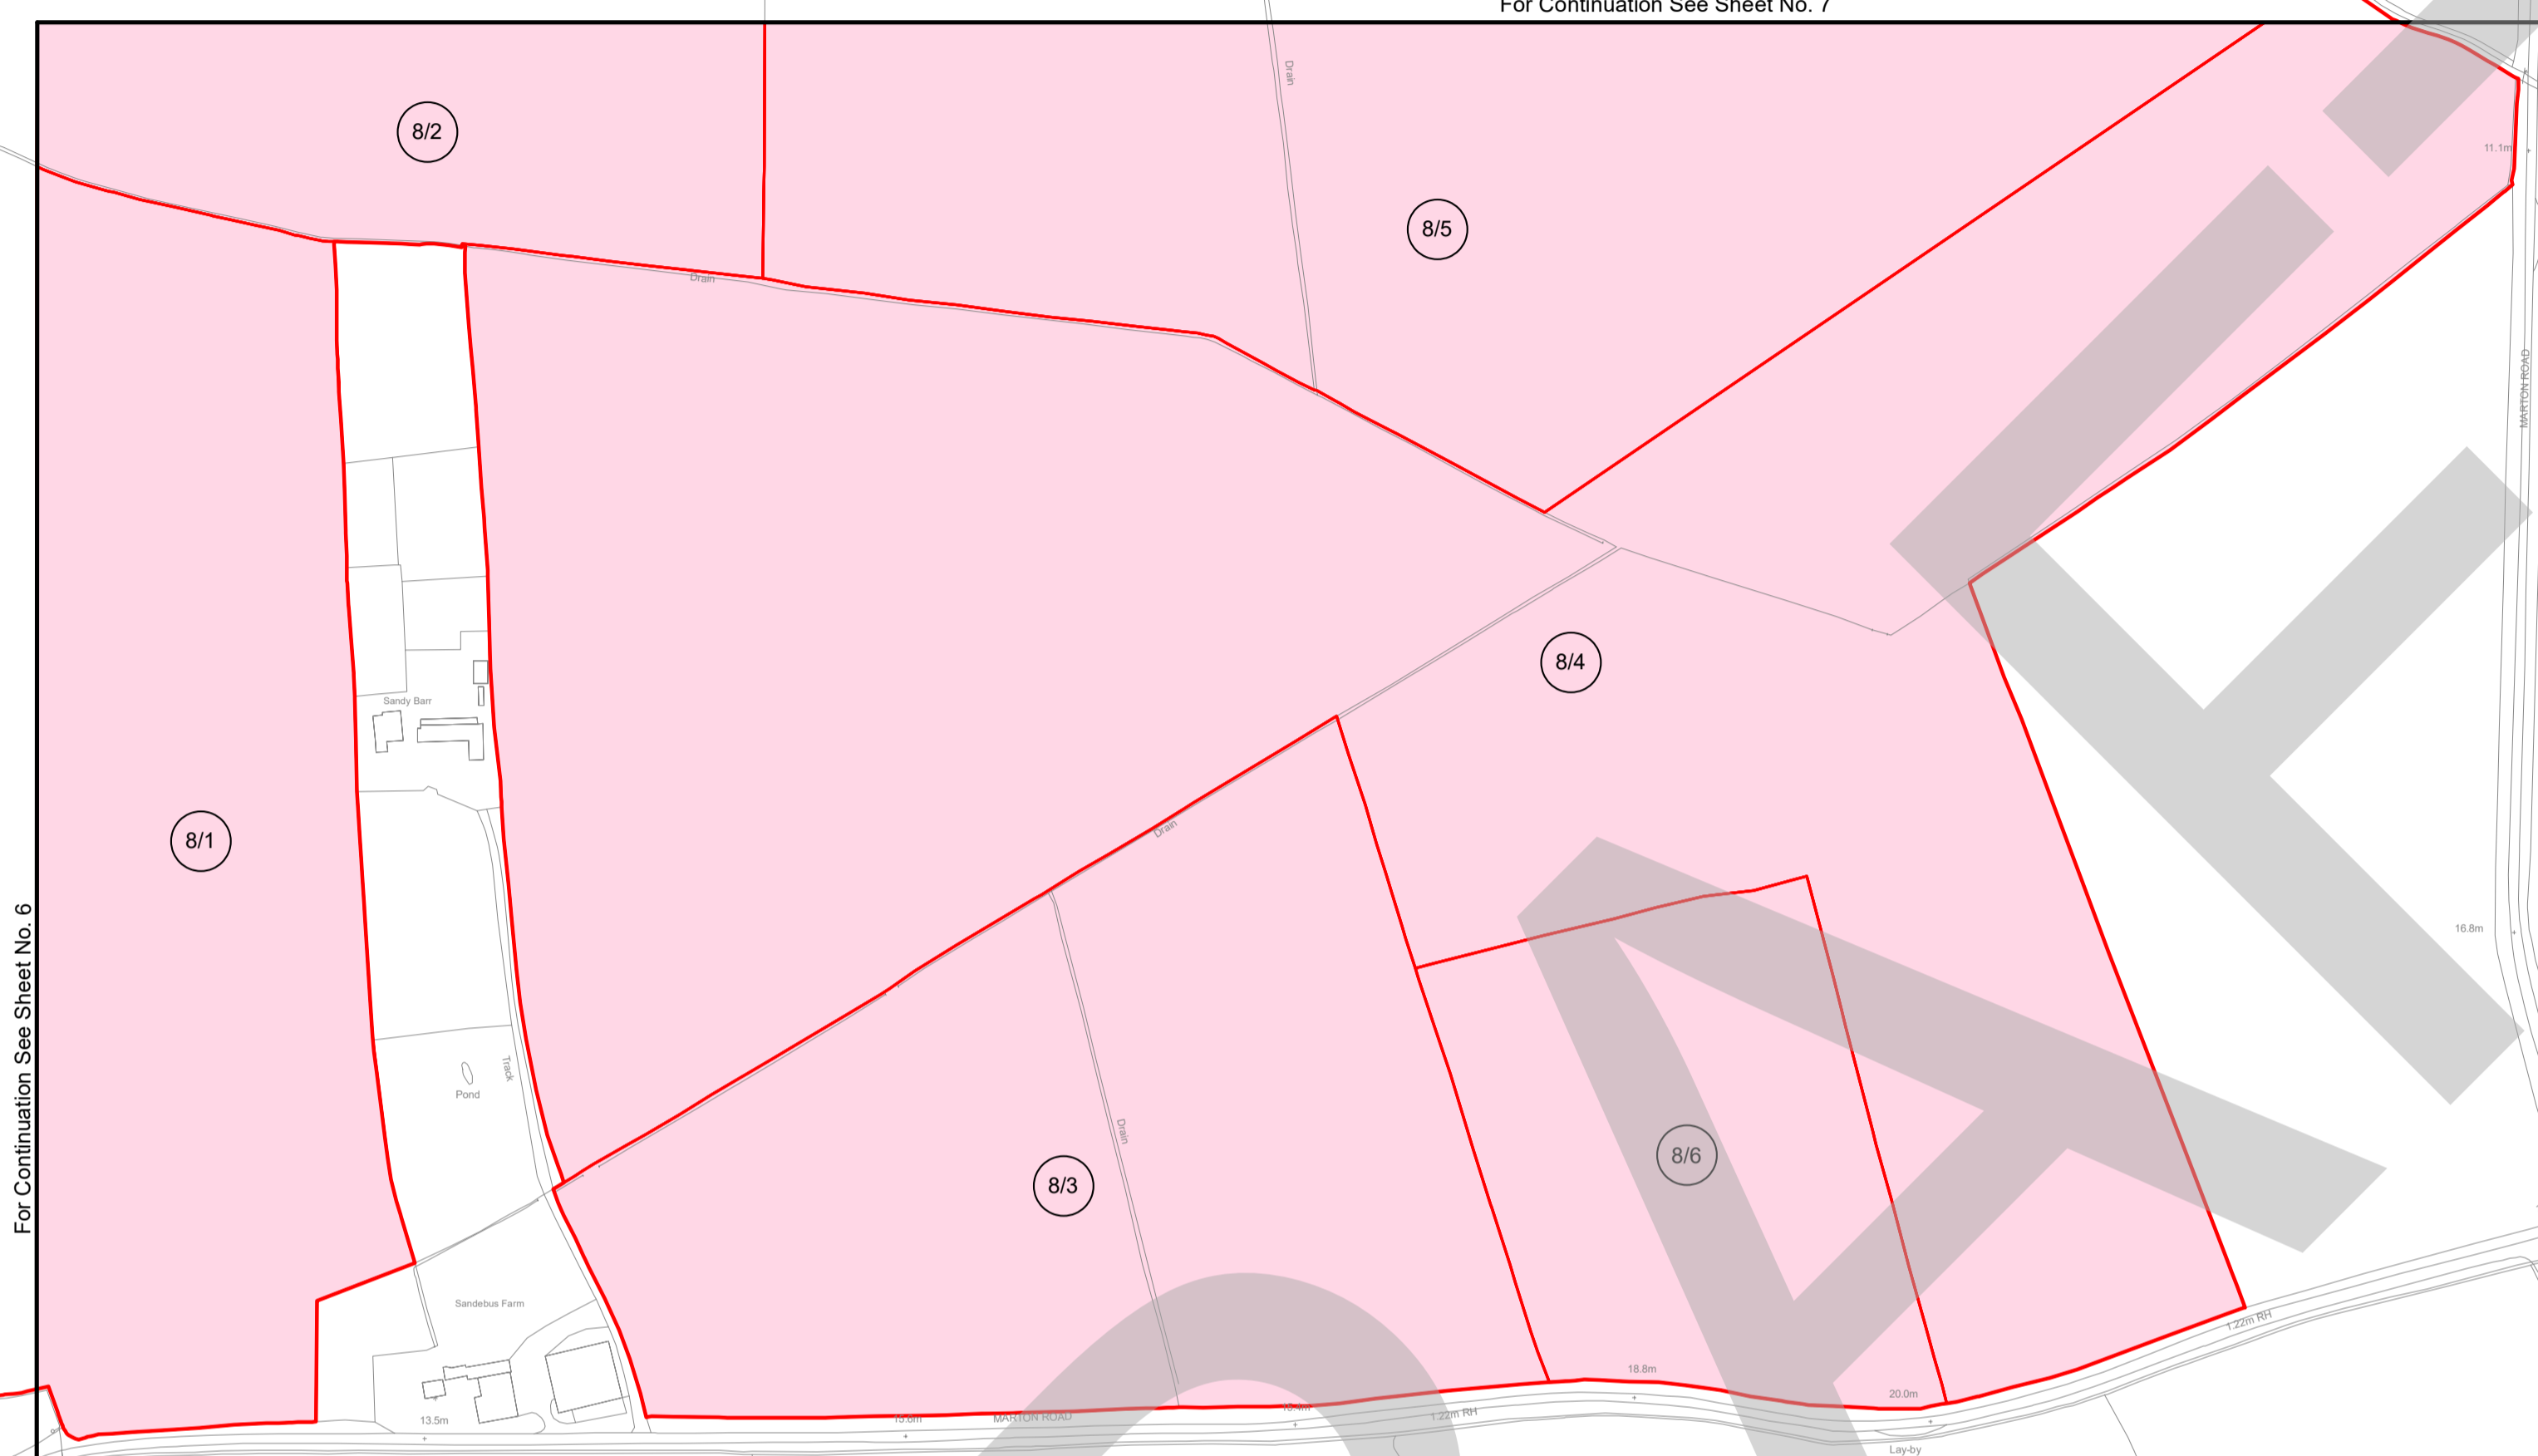 For Continuation See Sheet No. 7
8/2
Drain
11.1m
8/5
Drain
MARTON ROAD
8/4
Sandy Barr
8/1
Drain
For Continuation See Sheet No. 6
16.8m
Track
Pond
Drain
8/6
8/3
Sandebus Farm
1.22m RH
18.8m
20.0m
13.5m
15.6m
MARTON ROAD
1.22m RH
Lay-by